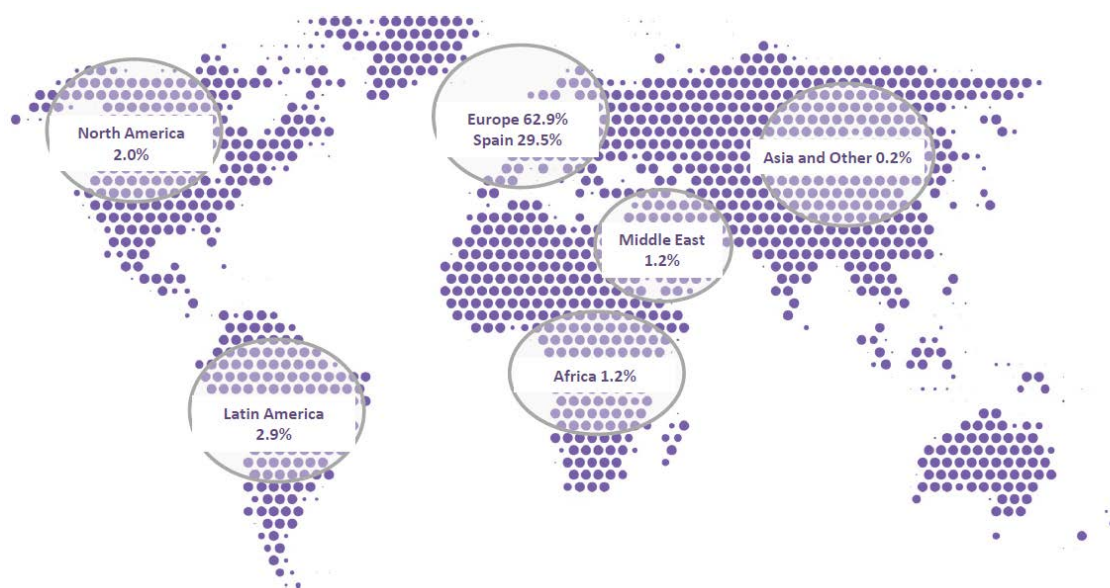 North America
2.0%
Europe 62.9%
Spain 29.5%
Asia and Other 0.2%
Middle East
1.2%
Africa 1.2%
Latin America
2.9%